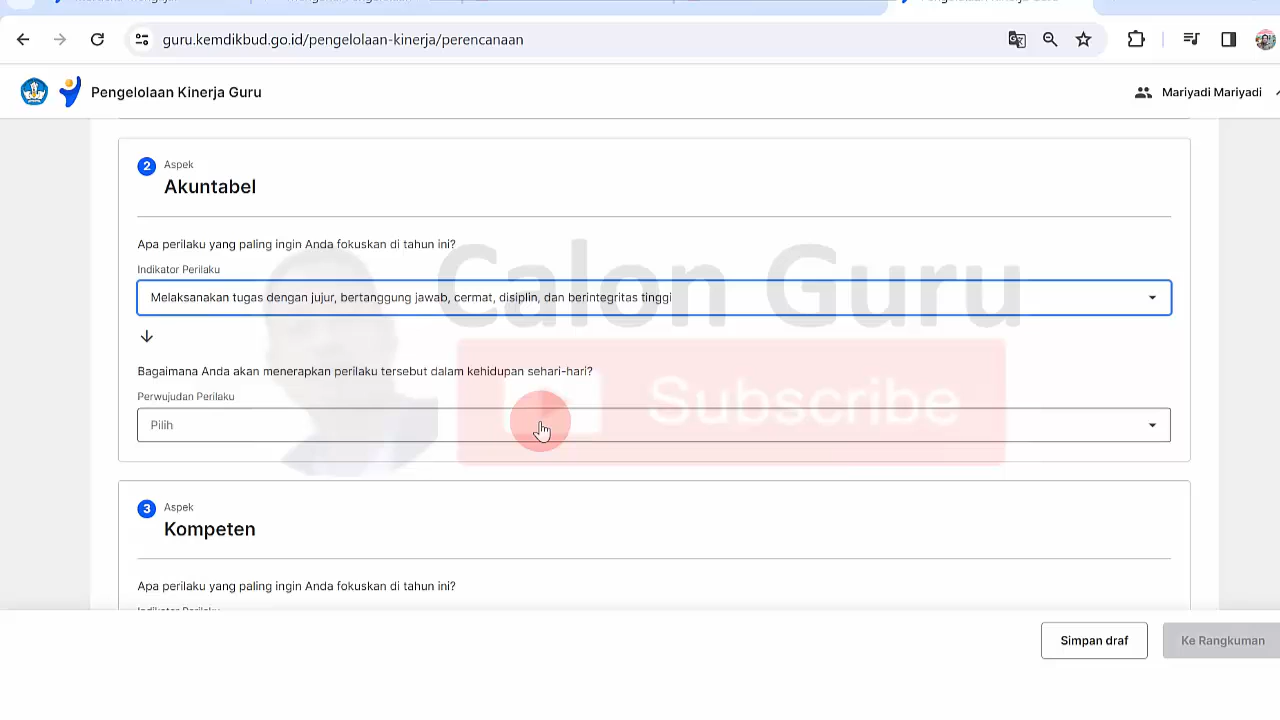 guru.kemdikbud.go.id/pengelolaan-kinerja/perencanaan
Pengelolaan Kinerja Guru
Mariyadi Mariyadi
2
Aspek
Akuntabel
Apa perilaku yang paling ingin Anda fokuskan di tahun ini?
Indikator Perilaku
Melaksanakan tugas dengan jujur, bertanggung jawab, cermat, disiplin, dan berintegritas tinggi
Calon Guru
Bagaimana Anda akan menerapkan perilaku tersebut dalam kehidupan sehari-hari?
Perwujudan Perilaku
Subscribe
Pilih
3
Aspek
Kompeten
Apa perilaku yang paling ingin Anda fokuskan di tahun ini?
Indikator Perilaku
Simpan draf
Ke Rangkuman